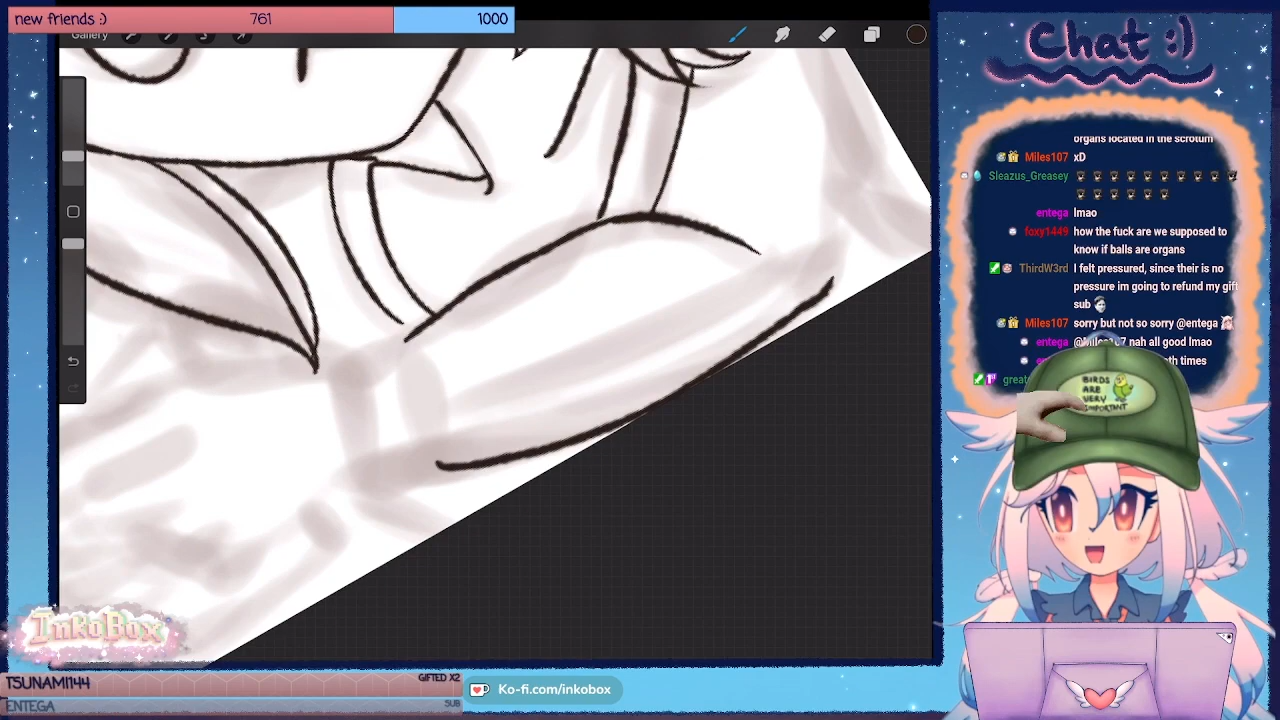 new friends :) 761 1000
Gallery
Chat :)
organs located in the scrotum
Miles107 xD
Sleazus_Greasey
entega lmao
foxy1449 how the fuck are we supposed to
know if balls are organs
ThirdW3rd I felt pressured, since their is no
pressure im going to refund my gift
sub
Miles107 sorry but not so sorry @entega
entega nah all good lmao
th times
great
BIRDS
ARE
VERY
IMPORTANT
InkoBox
TSUNAMI144 GIFTED X2
ENTEGA SUB
Ko-fi.com/inkobox